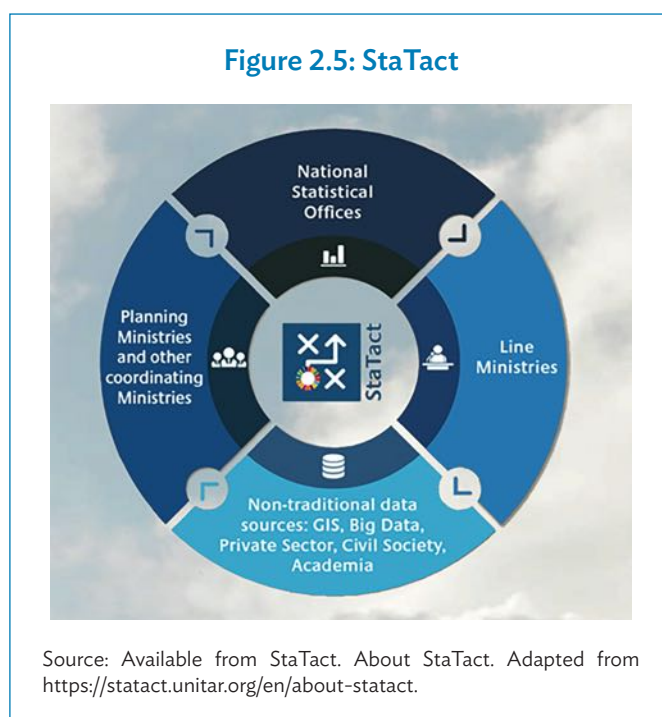 Figure 2.5: StaTact
National
Statistical
Offices
Planning
Ministries
and other
coordinating
Ministries
StaTact
Line
Ministries
Non-traditional data
sources: GIS, Big Data,
Private Sector, Civil Society,
Academia
Source: Available from StaTact. About StaTact. Adapted from
https://statact.unitar.org/en/about-statact.